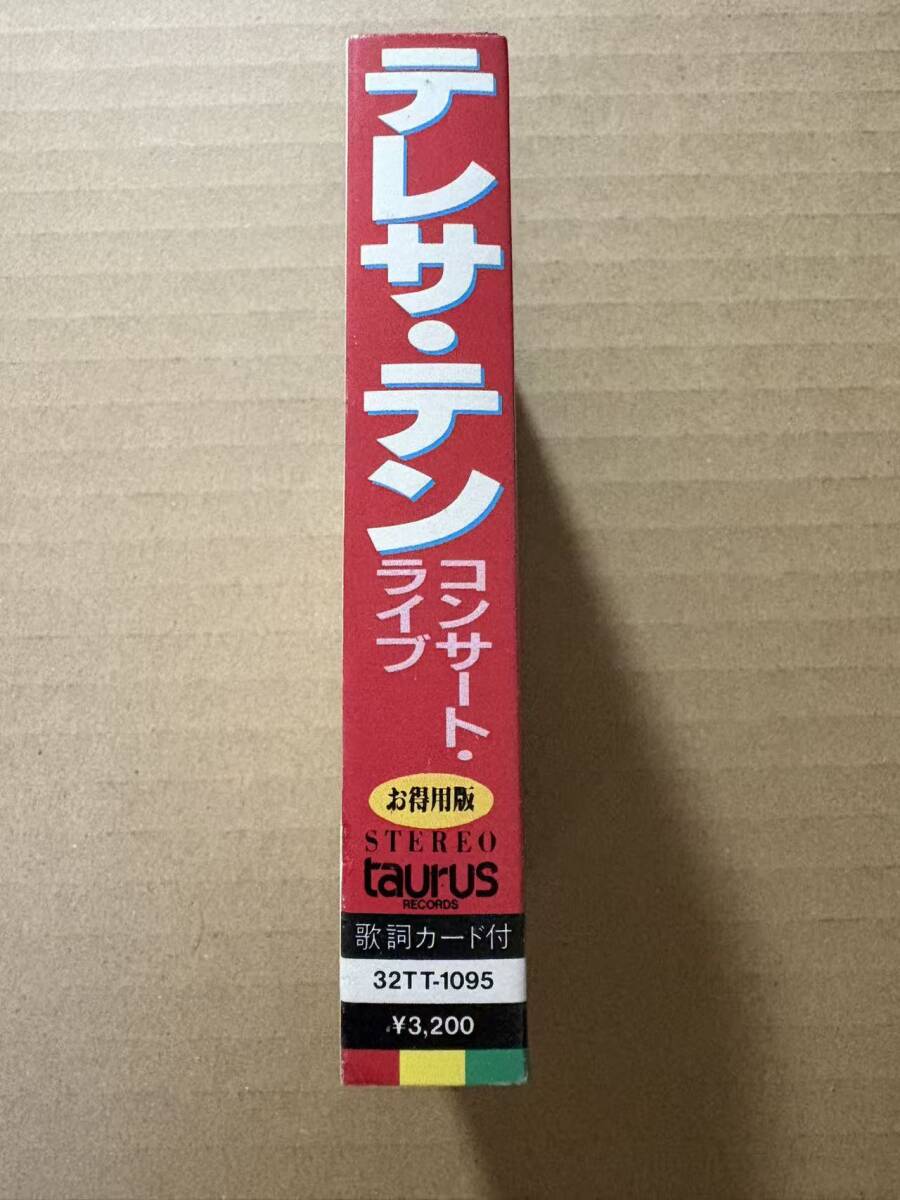 テレサ・テン
コンサート・
ライブ
お得用版
STEREO
taurus
RECORDS
歌詞カード付
32TT-1095
¥3,200